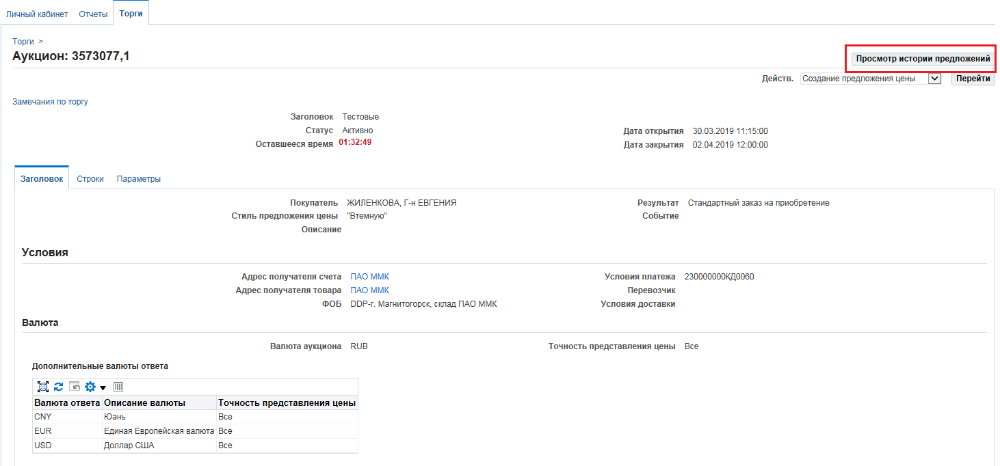 Личный кабинет Отчеты Торги
Торги >
Аукцион: 3573077,1
Просмотр истории предложений
Действ. Создание предложения цены Перейти
Замечания по торгу
Заголовок Тестовые
Статус Активно Дата открытия 30.03.2019 11:15:00
Оставшееся время 01:32:49 Дата закрытия 02.04.2019 12:00:00
Заголовок Строки Параметры
Покупатель ЖИЛЕНКОВА, Г-н ЕВГЕНИЯ Результат Стандартный заказ на приобретение
Стиль предложения цены "Втемную" Событие
Описание
Условия
Адрес получателя счета ПАО ММК Условия платежа 230000000КД0060
Адрес получателя товара ПАО ММК Перевозчик
ФОБ DDP-г. Магнитогорск, склад ПАО ММК Условия доставки
Валюта
Валюта аукциона RUB Точность представления цены Все
Дополнительные валюты ответа
Валюта ответа Описание валюты Точность представления цены
CNY Юань Все
EUR Единая Европейская валюта Все
USD Доллар США Все